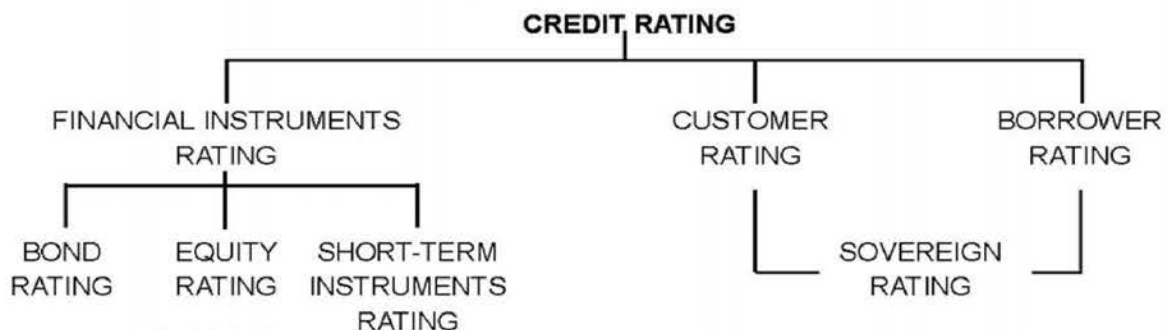 CREDIT RATING
FINANCIAL INSTRUMENTS
RATING
CUSTOMER
RATING
BORROWER
RATING
BOND
RATING
EQUITY
RATING
SHORT-TERM
INSTRUMENTS
RATING
SOVEREIGN
RATING